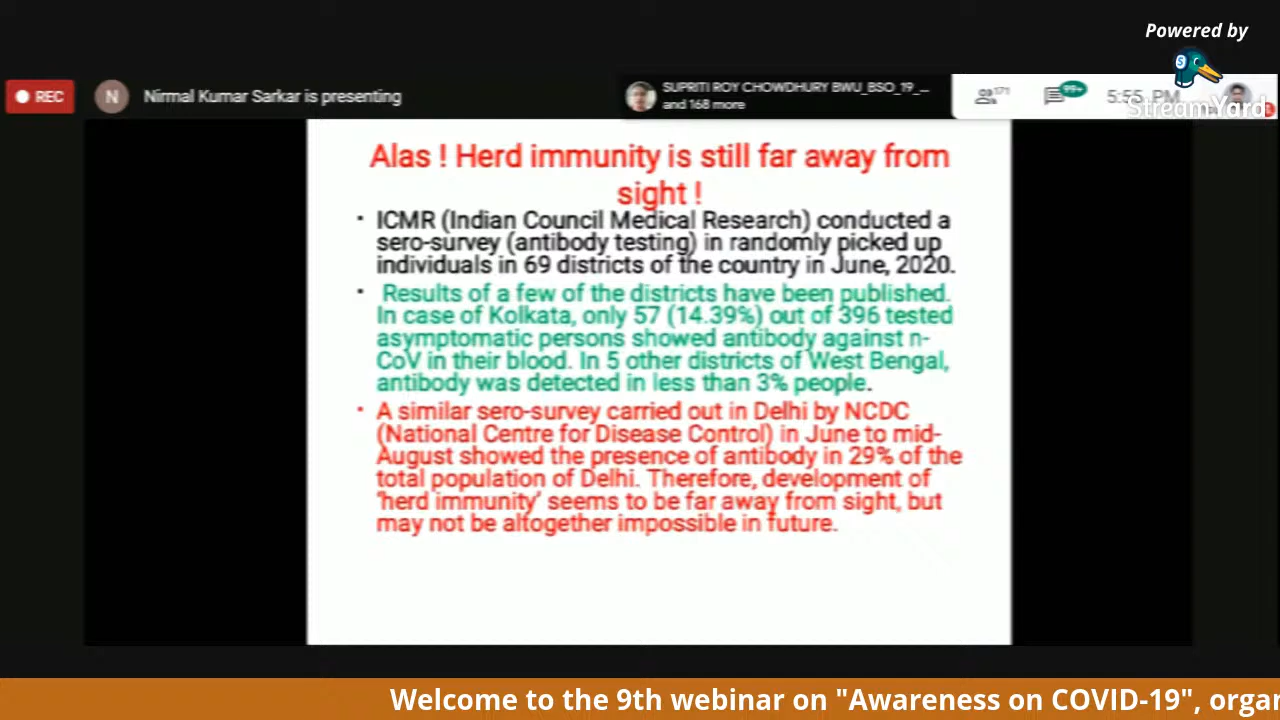 Powered by
REC
N
Nirmal Kumar Sarkar is presenting
SUPRITI ROY CHOWDHURY BWU_BSO_19_...
and 168 more
171
99+
5:55 PM
StreamYard
Alas ! Herd immunity is still far away from
sight !
• ICMR (Indian Council Medical Research) conducted a
sero-survey (antibody testing) in randomly picked up
individuals in 69 districts of the country in June, 2020.
• Results of a few of the districts have been published.
In case of Kolkata, only 57 (14.39%) out of 396 tested
asymptomatic persons showed antibody against n-
CoV in their blood. In 5 other districts of West Bengal,
antibody was detected in less than 3% people.
• A similar sero-survey carried out in Delhi by NCDC
(National Centre for Disease Control) in June to mid-
August showed the presence of antibody in 29% of the
total population of Delhi. Therefore, development of
'herd immunity' seems to be far away from sight, but
may not be altogether impossible in future.
Welcome to the 9th webinar on "Awareness on COVID-19", organ